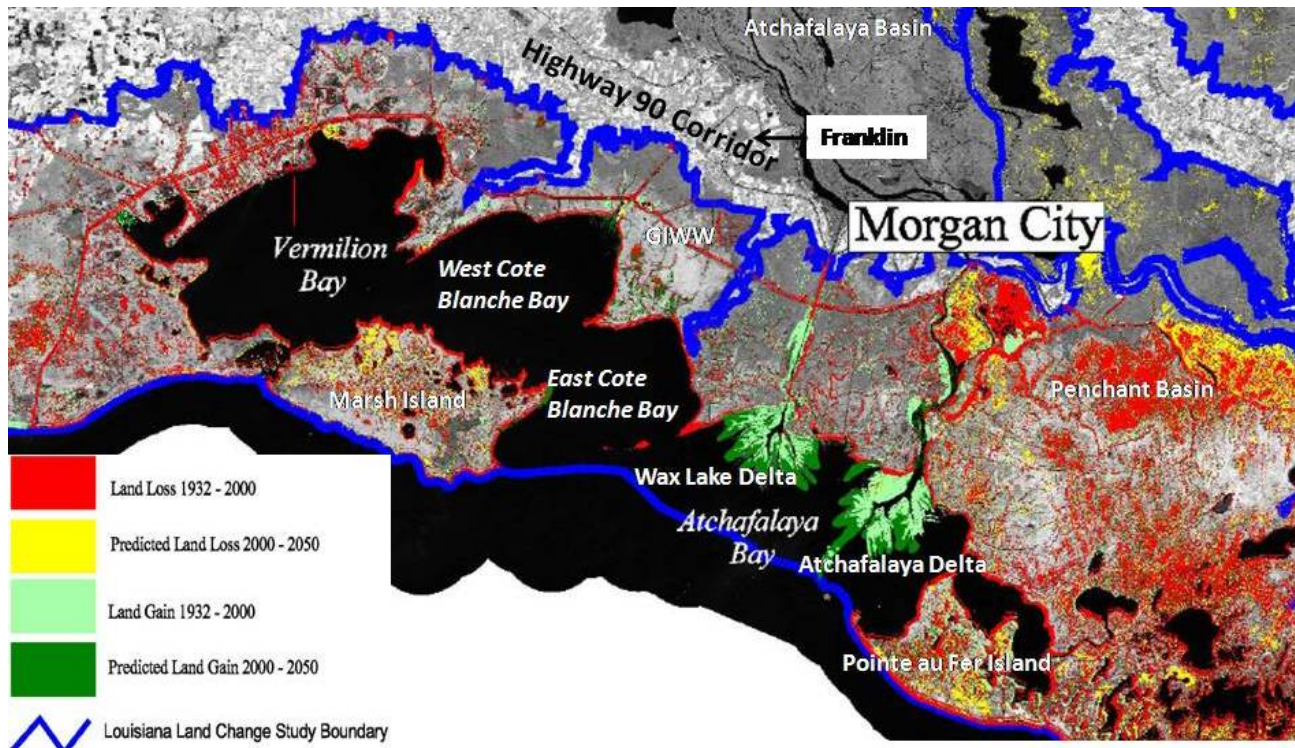 Atchafalaya Basin
Highway 90 Corridor
Franklin
Morgan City
GIWW
Vermilion
Bay
West Cote
Blanche Bay
East Cote
Blanche Bay
Marsh Island
Penchant Basin
Wax Lake Delta
Atchafalaya
Bay
Atchafalaya Delta
Pointe au Fer Island
Land Loss 1932 - 2000
Predicted Land Loss 2000 - 2050
Land Gain 1932 - 2000
Predicted Land Gain 2000 - 2050
Louisiana Land Change Study Boundary